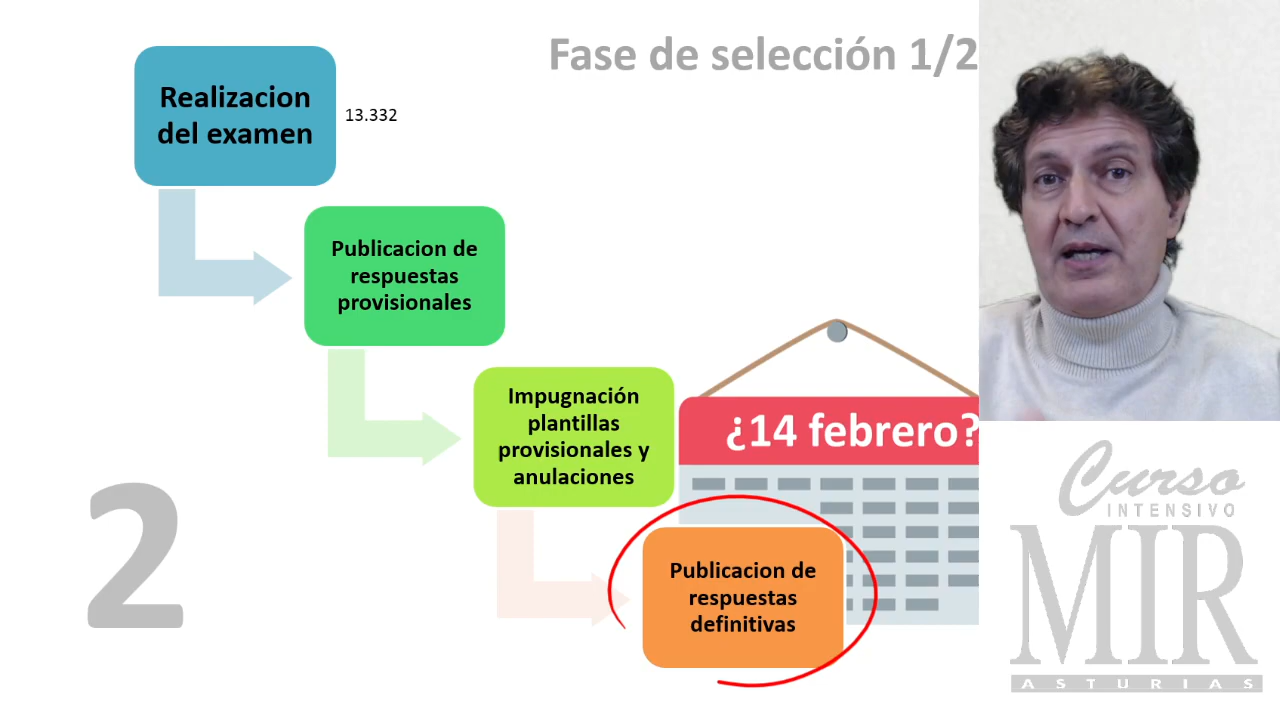 Fase de selección 1/2
Realizacion
del examen
13.332
Publicacion de
respuestas
provisionales
Impugnación
plantillas
provisionales y
anulaciones
¿14 febrero?
Publicacion de
respuestas
definitivas
2
Curso
INTENSIVO
MIR
ASTURIAS